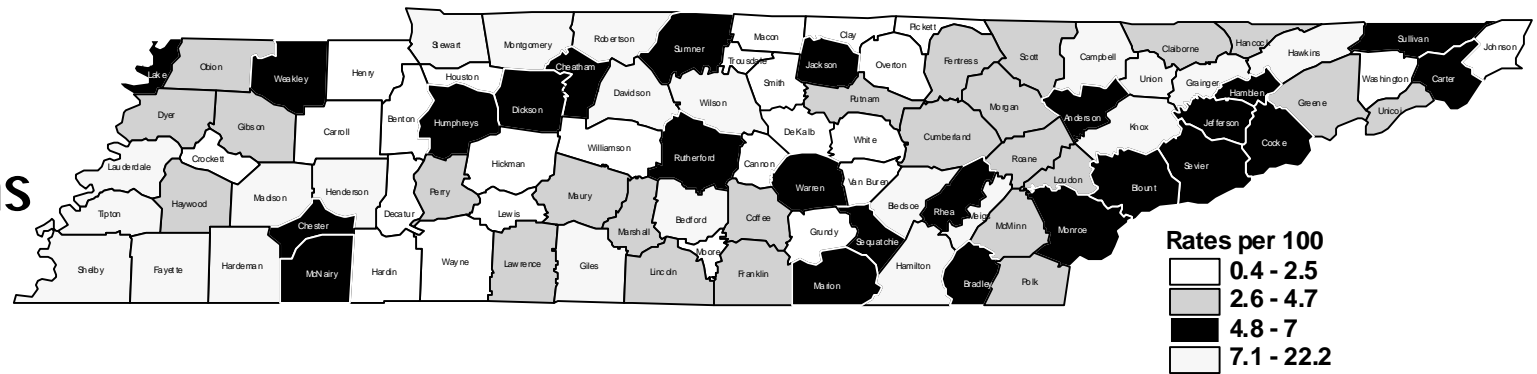 Stewart
Montgomery
Robertson
Sumner
Macon
Clay
Pickett
Trousdale
Lake
Obion
Weakley
Henry
Houston
Cheatham
Jackson
Overton
Fentress
Scott
Campbell
Claiborne
Hancock
Hawkins
Sullivan
Johnson
Smith
Union
Grainger
Hamblen
Washington
Carter
Dyer
Gibson
Carroll
Benton
Humphreys
Dickson
Davidson
Wilson
Putnam
Morgan
Anderson
Knox
Jefferson
Greene
Unicoi
Lauderdale
Crockett
Williamson
Rutherford
DeKalb
White
Cumberland
Roane
Loudon
Sevier
Cocke
Tipton
Haywood
Madison
Henderson
Decatur
Perry
Hickman
Lewis
Maury
Marshall
Bedford
Cannon
Coffee
Warren
Van Buren
Bledsoe
Rhea
Meigs
McMinn
Monroe
Blount
Chester
Shelby
Fayette
Hardeman
McNairy
Hardin
Wayne
Lawrence
Giles
Lincoln
Moore
Franklin
Grundy
Sequatchie
Marion
Hamilton
Bradley
Polk
Rates per 100
0.4 - 2.5
2.6 - 4.7
4.8 - 7
7.1 - 22.2